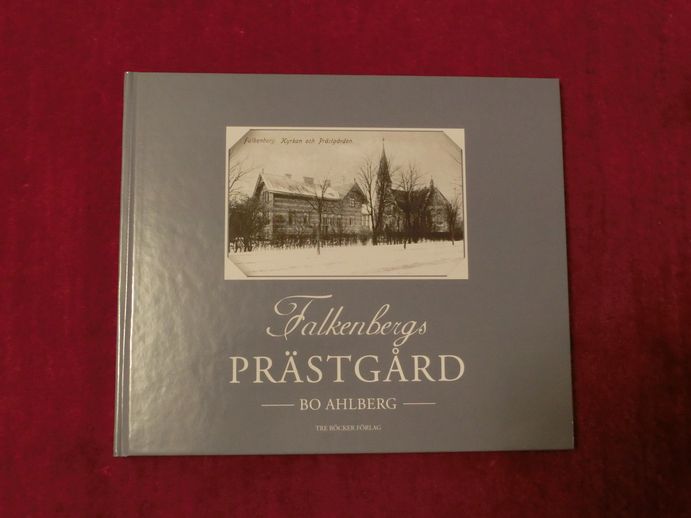 Falkenberg. Kyrkan och Prästgården.
Falkenbergs
PRÄSTGÅRD
BO AHLBERG
TRE BÖCKER FÖRLAG